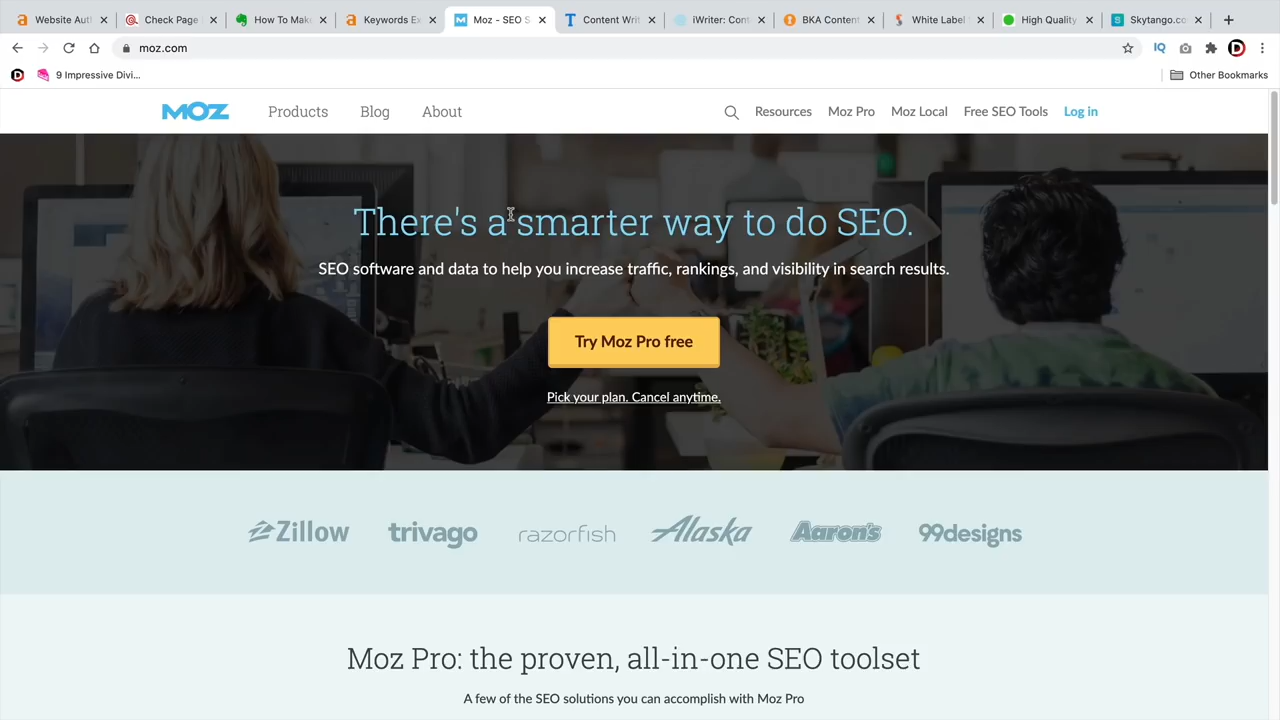 Website Auth
Check Page
How To Make
Keywords Ex
Moz - SEO S
Content Writ
iWriter: Cont
BKA Content
White Label
High Quality
Skytango.co
moz.com
9 Impressive Divi...
Other Bookmarks
MOZ
Products
Blog
About
Resources
Moz Pro
Moz Local
Free SEO Tools
Log in
There's a smarter way to do SEO.
SEO software and data to help you increase traffic, rankings, and visibility in search results.
Try Moz Pro free
Pick your plan. Cancel anytime.
Zillow
trivago
razorfish
Alaska
Aaron's
99designs
Moz Pro: the proven, all-in-one SEO toolset
A few of the SEO solutions you can accomplish with Moz Pro